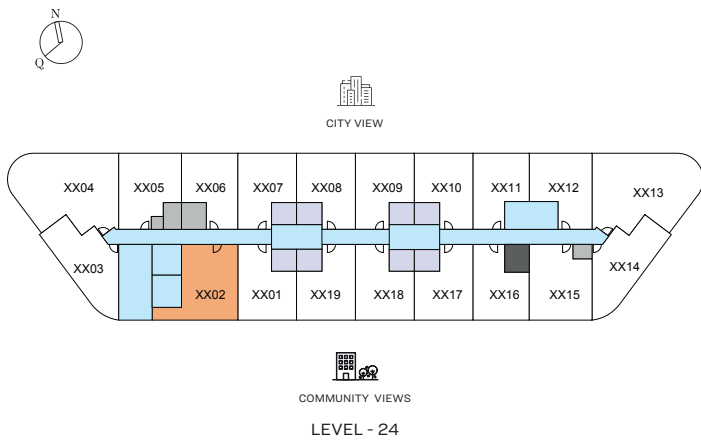 N
Q
CITY VIEW
XX04 XX05 XX06 XX07 XX08 XX09 XX10 XX11 XX12 XX13
XX03 XX14
XX02 XX01 XX19 XX18 XX17 XX16 XX15
COMMUNITY VIEWS
LEVEL - 24